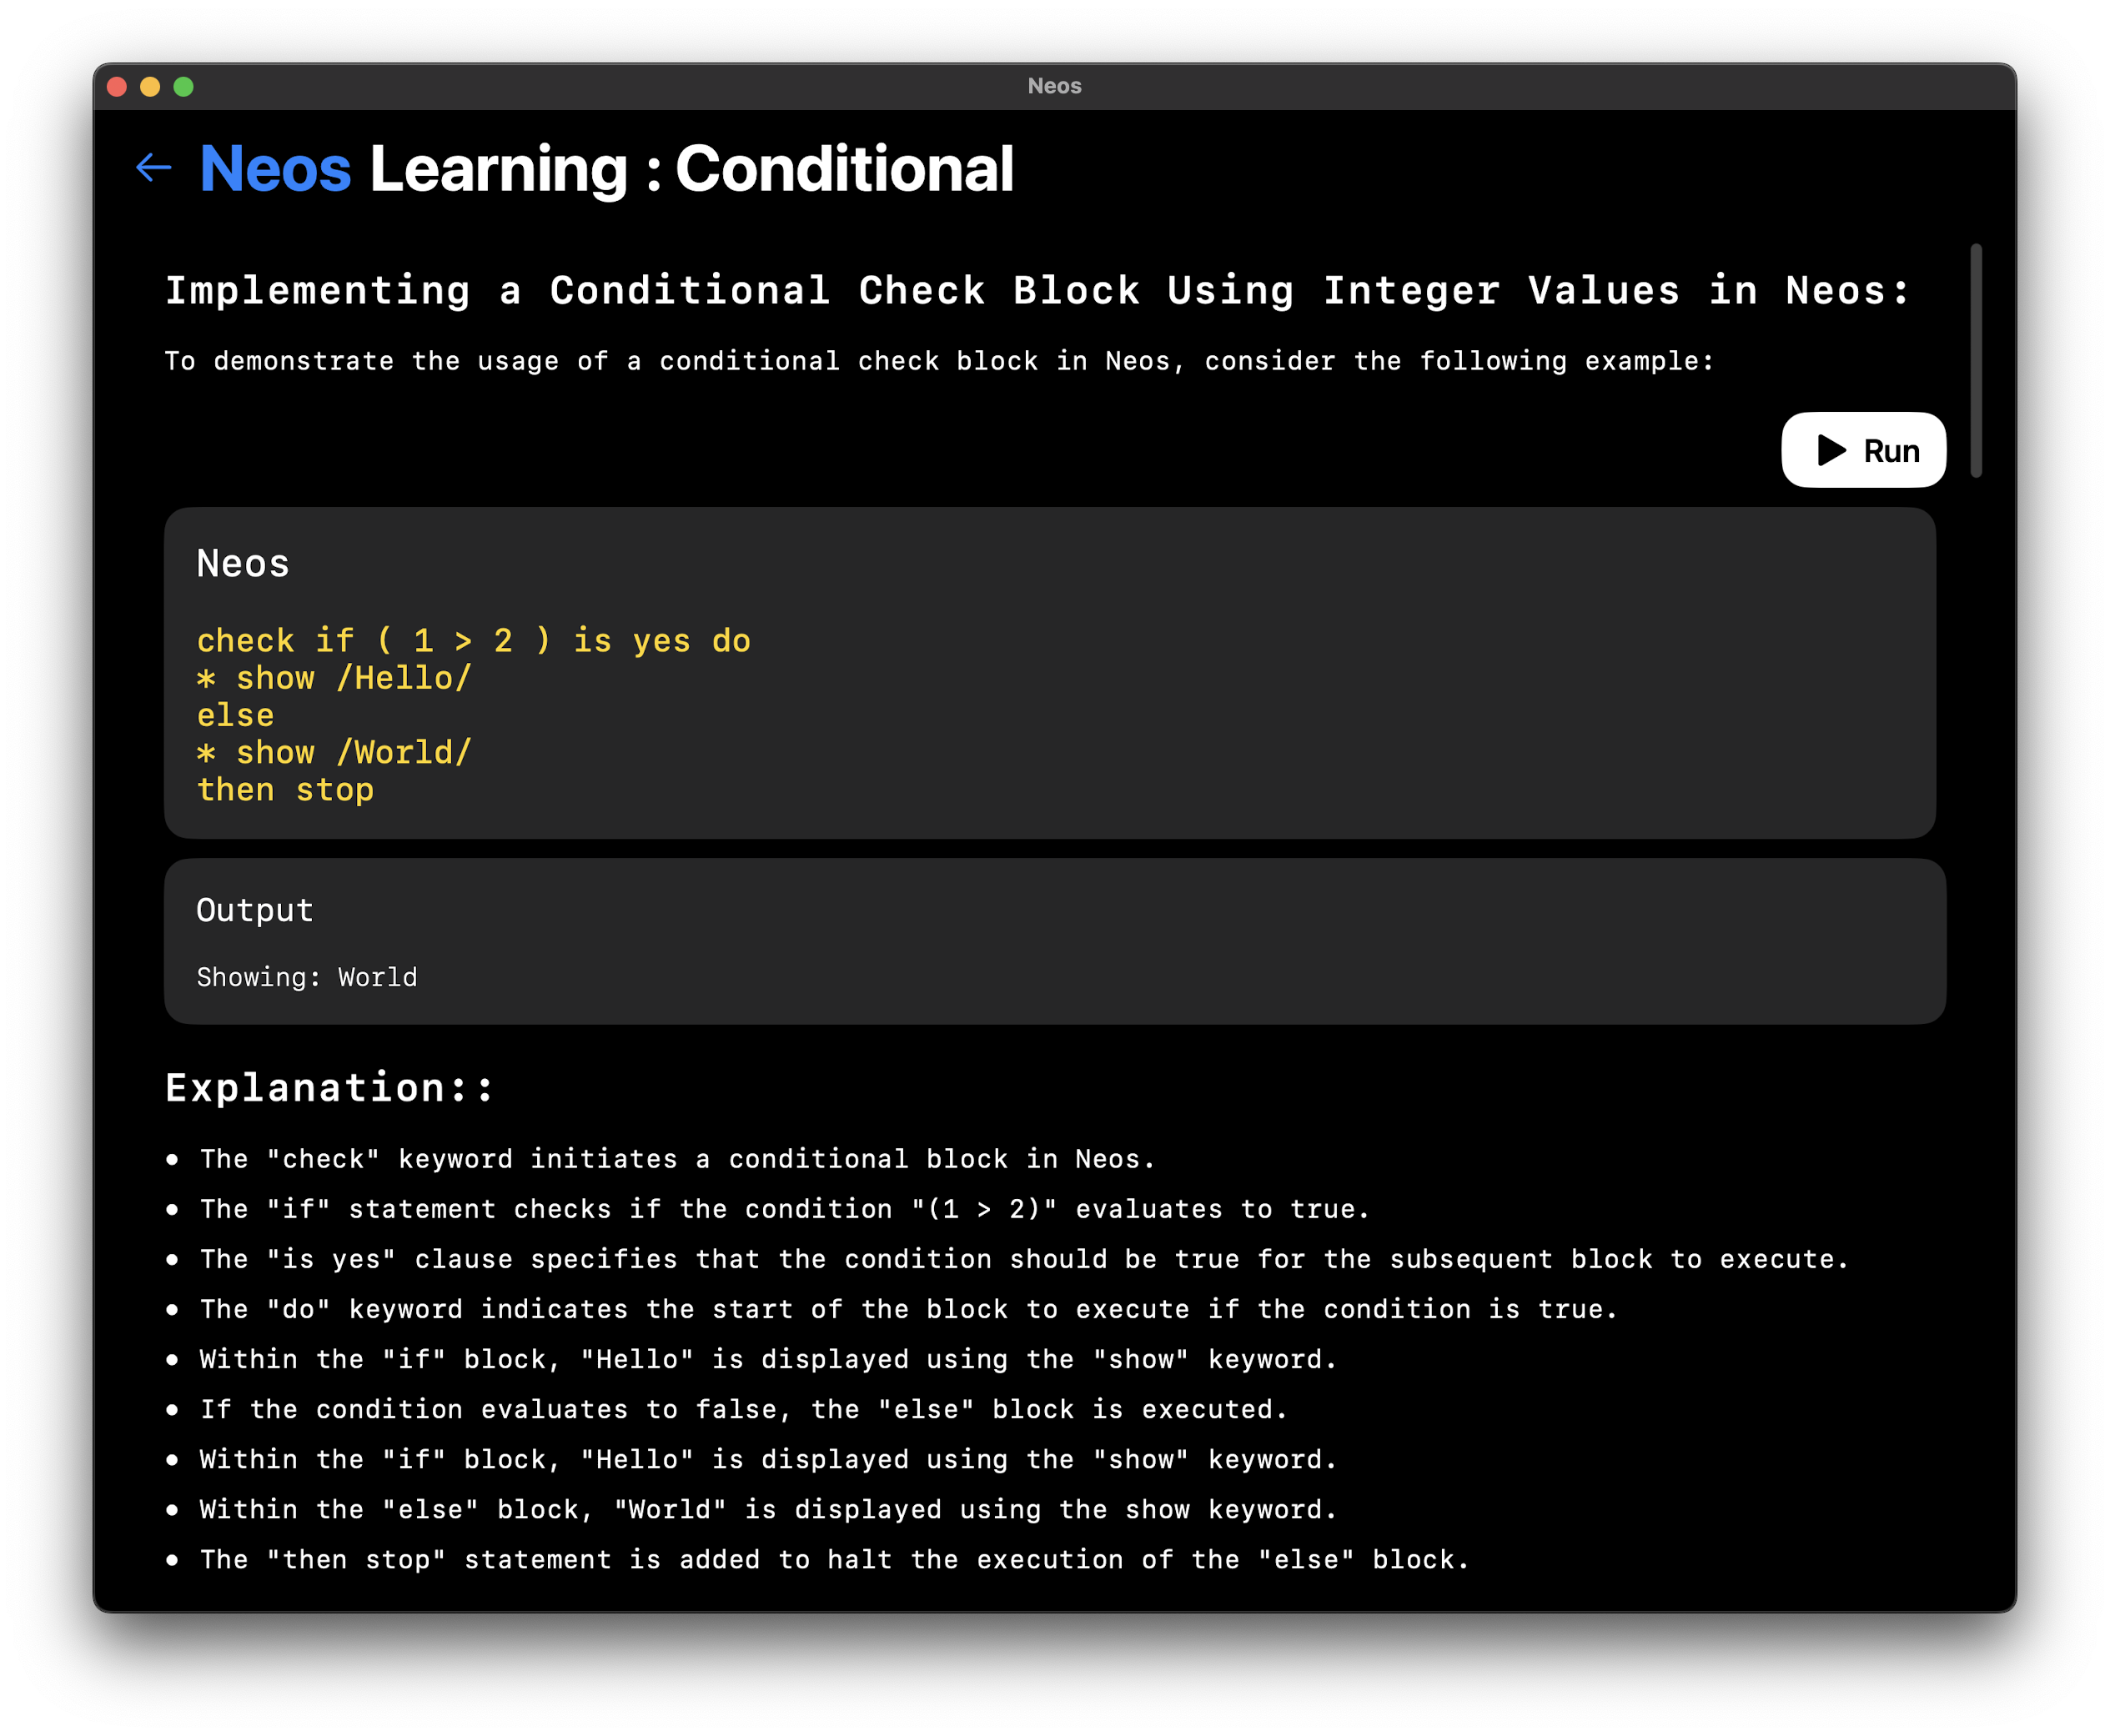 Neos
← Neos Learning : Conditional
Implementing a Conditional Check Block Using Integer Values in Neos:
To demonstrate the usage of a conditional check block in Neos, consider the following example:
Run
Neos
check if ( 1 > 2 ) is yes do
* show /Hello/
else
* show /World/
then stop
Output
Showing: World
Explanation::
• The "check" keyword initiates a conditional block in Neos.
• The "if" statement checks if the condition "(1 > 2)" evaluates to true.
• The "is yes" clause specifies that the condition should be true for the subsequent block to execute.
• The "do" keyword indicates the start of the block to execute if the condition is true.
• Within the "if" block, "Hello" is displayed using the "show" keyword.
• If the condition evaluates to false, the "else" block is executed.
• Within the "if" block, "Hello" is displayed using the "show" keyword.
• Within the "else" block, "World" is displayed using the show keyword.
• The "then stop" statement is added to halt the execution of the "else" block.